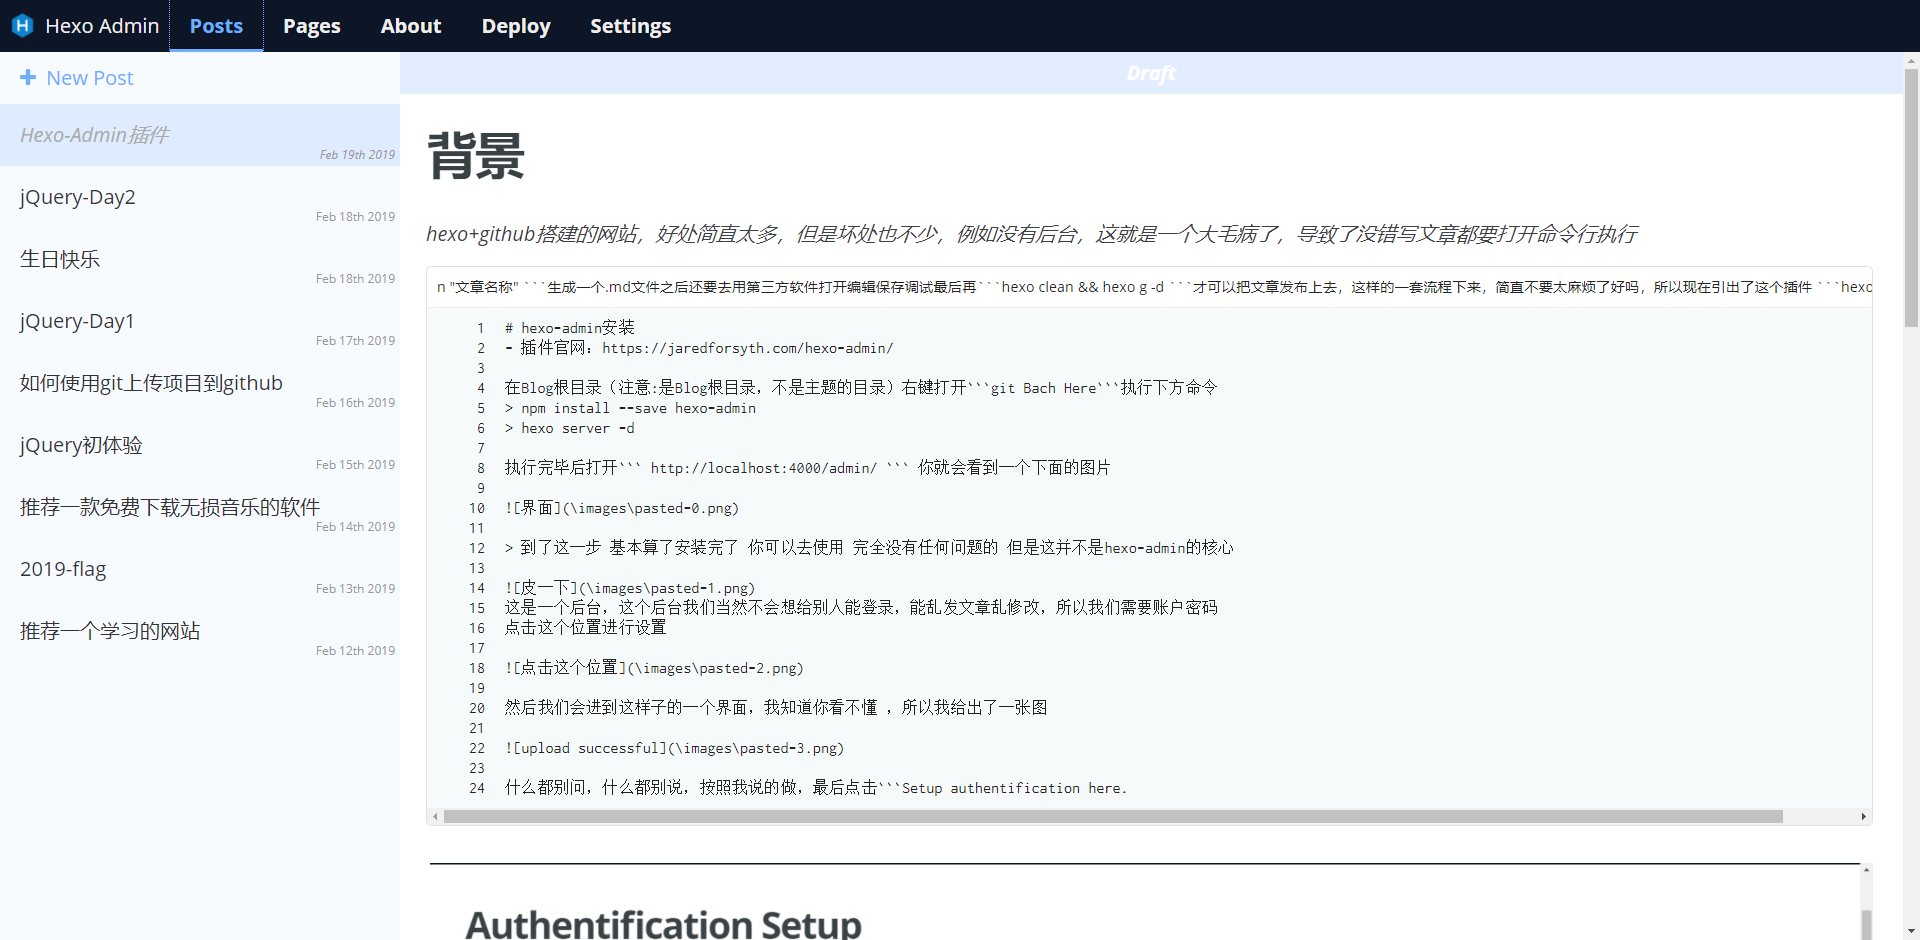 Hexo Admin Posts Pages About Deploy Settings
New Post
Hexo-Admin插件
Feb 19th 2019
jQuery-Day2
Feb 18th 2019
生日快乐
Feb 18th 2019
jQuery-Day1
Feb 17th 2019
如何使用git上传项目到github
Feb 16th 2019
jQuery初体验
Feb 15th 2019
推荐一款免费下载无损音乐的软件
Feb 14th 2019
2019-flag
Feb 13th 2019
推荐一个学习的网站
Feb 12th 2019
Draft
背景
hexo+github搭建的网站，好处简直太多，但是坏处也不少，例如没有后台，这就是一个大毛病了，导致了没错写文章都要打开命令行执行
n "文章名称" ```生成一个.md文件之后还要去用第三方软件打开编辑保存调试最后再```hexo clean && hexo g -d ```才可以把文章发布上去，这样的一套流程下来，简直不要太麻烦了好吗，所以现在引出了这个插件 ```hexo
1 # hexo-admin安装
2 - 插件官网：https://jaredforsyth.com/hexo-admin/
3
4 在Blog根目录（注意:是Blog根目录，不是主题的目录）右键打开```git Bach Here```执行下方命令
5 > npm install --save hexo-admin
6 > hexo server -d
7
8 执行完毕后打开``` http://localhost:4000/admin/ ``` 你就会看到一个下面的图片
9
10 ![界面](\images\pasted-0.png)
11
12 > 到了这一步 基本算了安装完了 你可以去使用 完全没有任何问题的 但是这并不是hexo-admin的核心
13
14 ![皮一下](\images\pasted-1.png)
15 这是一个后台，这个后台我们当然不会想给别人能登录，能乱发文章乱修改，所以我们需要账户密码
16 点击这个位置进行设置
17
18 ![点击这个位置](\images\pasted-2.png)
19
20 然后我们会进到这样子的一个界面，我知道你看不懂 ，所以我给出了一张图
21
22 ![upload successful](\images\pasted-3.png)
23
24 什么都别问，什么都别说，按照我说的做，最后点击```Setup authentification here.
Authentification Setup